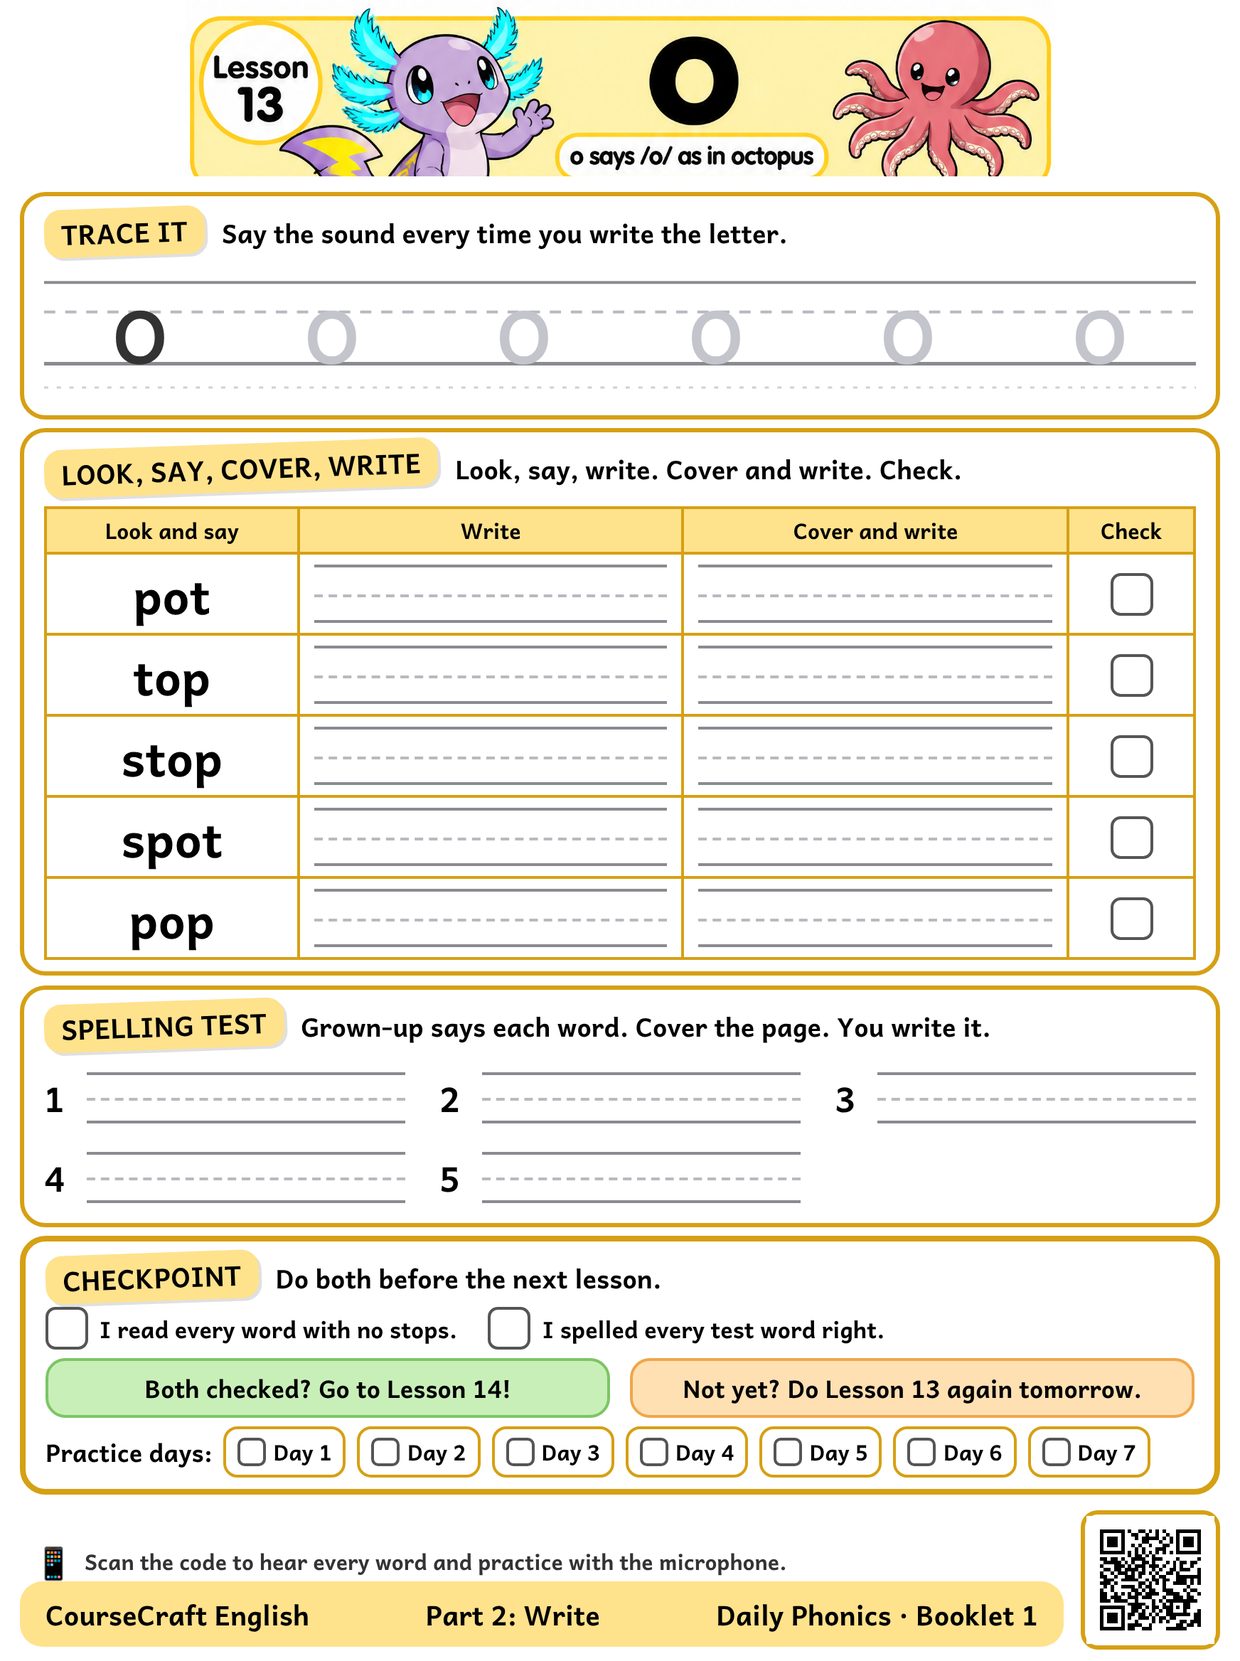 Lesson
13
o
o says /o/ as in octopus
TRACE IT Say the sound every time you write the letter.
o o o o o o
LOOK, SAY, COVER, WRITE Look, say, write. Cover and write. Check.
Look and say Write Cover and write Check
pot
top
stop
spot
pop
SPELLING TEST Grown-up says each word. Cover the page. You write it.
1 2 3
4 5
CHECKPOINT Do both before the next lesson.
I read every word with no stops. I spelled every test word right.
Both checked? Go to Lesson 14! Not yet? Do Lesson 13 again tomorrow.
Practice days: Day 1 Day 2 Day 3 Day 4 Day 5 Day 6 Day 7
Scan the code to hear every word and practice with the microphone.
CourseCraft English Part 2: Write Daily Phonics · Booklet 1